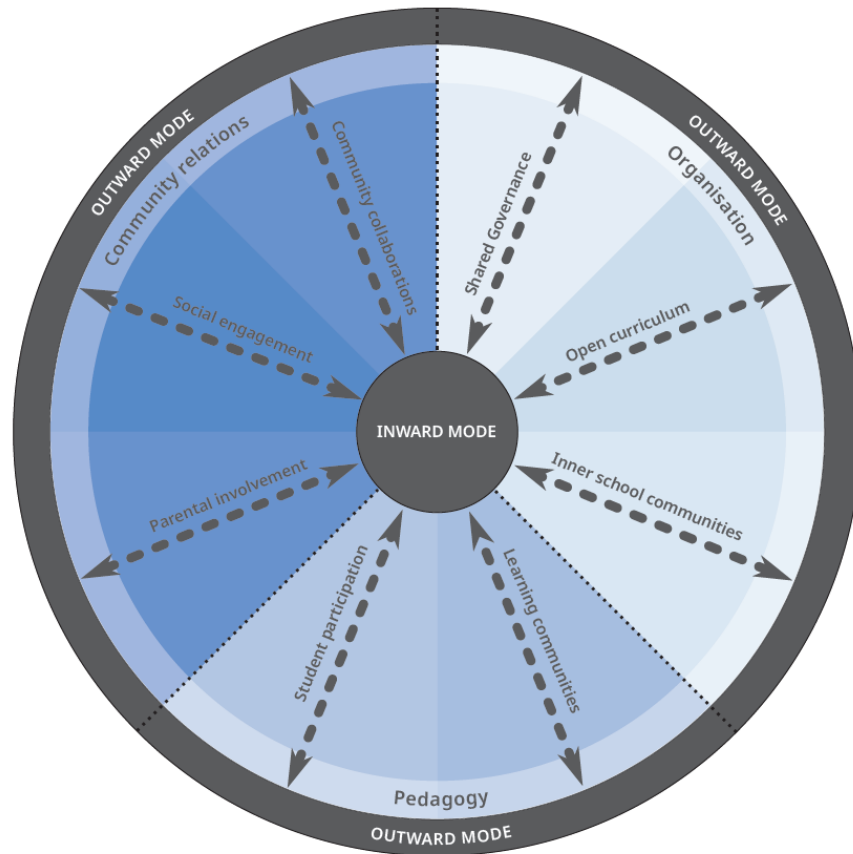 OUTWARD MODE
OUTWARD MODE
Community relations
Organisation
Community collaborations
Shared Governance
Social engagement
Open curriculum
INWARD MODE
Parental involvement
Inner school communities
Student participation
Learning communities
Pedagogy
OUTWARD MODE